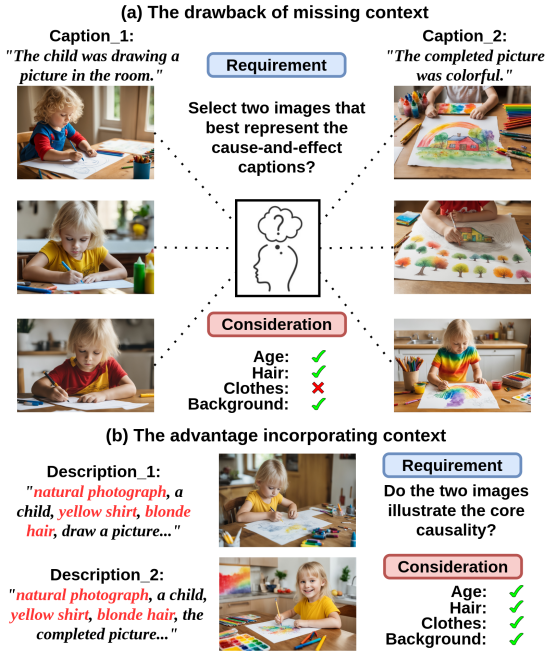 (a) The drawback of missing context
Caption_1:
"The child was drawing a
picture in the room."
Requirement
Select two images that
best represent the
cause-and-effect
captions?
Caption_2:
"The completed picture
was colorful."
?
Consideration
Age: ✓
Hair: ✓
Clothes: ✗
Background: ✓
(b) The advantage incorporating context
Description_1:
"natural photograph, a
child, yellow shirt, blonde
hair, draw a picture..."
Requirement
Do the two images
illustrate the core
causality?
Description_2:
"natural photograph, a child,
yellow shirt, blonde hair, the
completed picture..."
Consideration
Age: ✓
Hair: ✓
Clothes: ✓
Background: ✓